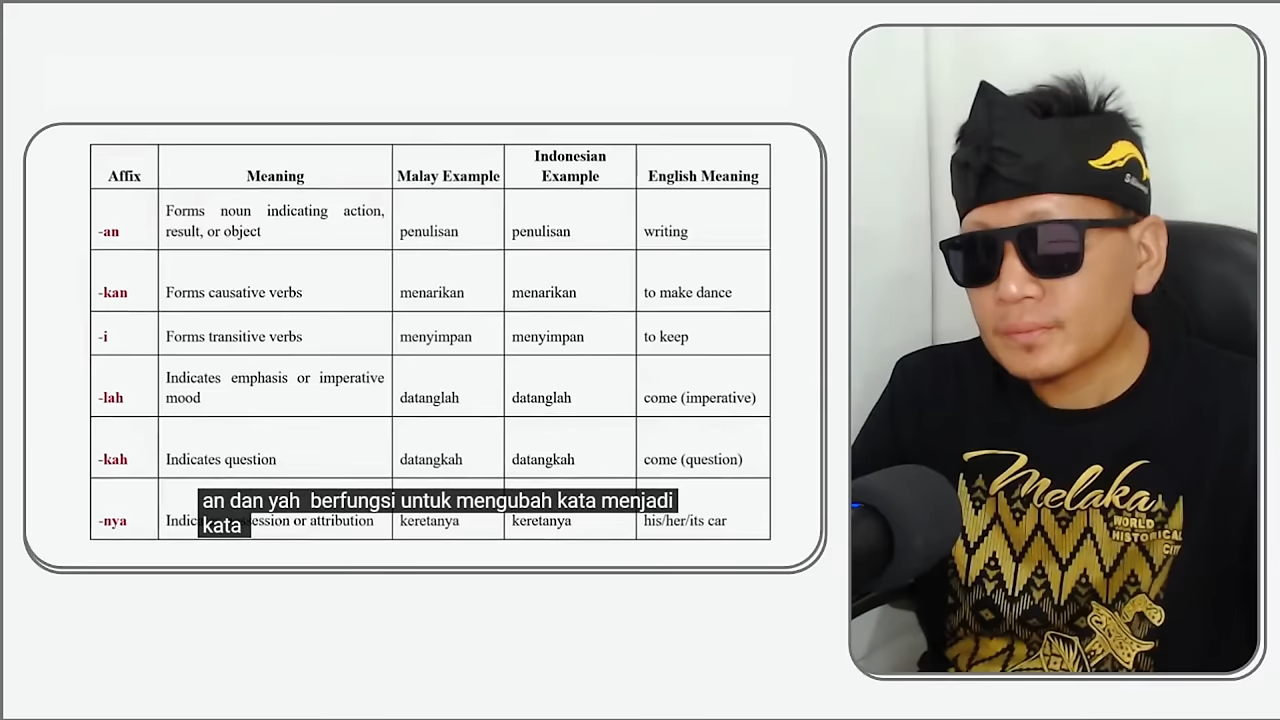 Affix Meaning Malay Example Indonesian Example English Meaning
-an Forms noun indicating action, result, or object penulisan penulisan writing
-kan Forms causative verbs menarikan menarikan to make dance
-i Forms transitive verbs menyimpan menyimpan to keep
-lah Indicates emphasis or imperative mood datanglah datanglah come (imperative)
-kah Indicates question datangkah datangkah come (question)
-nya or attribution keretanya keretanya his/her/its car
an dan yah berfungsi untuk mengubah kata menjadi
kata
Melaka
WORLD
HISTORICAL